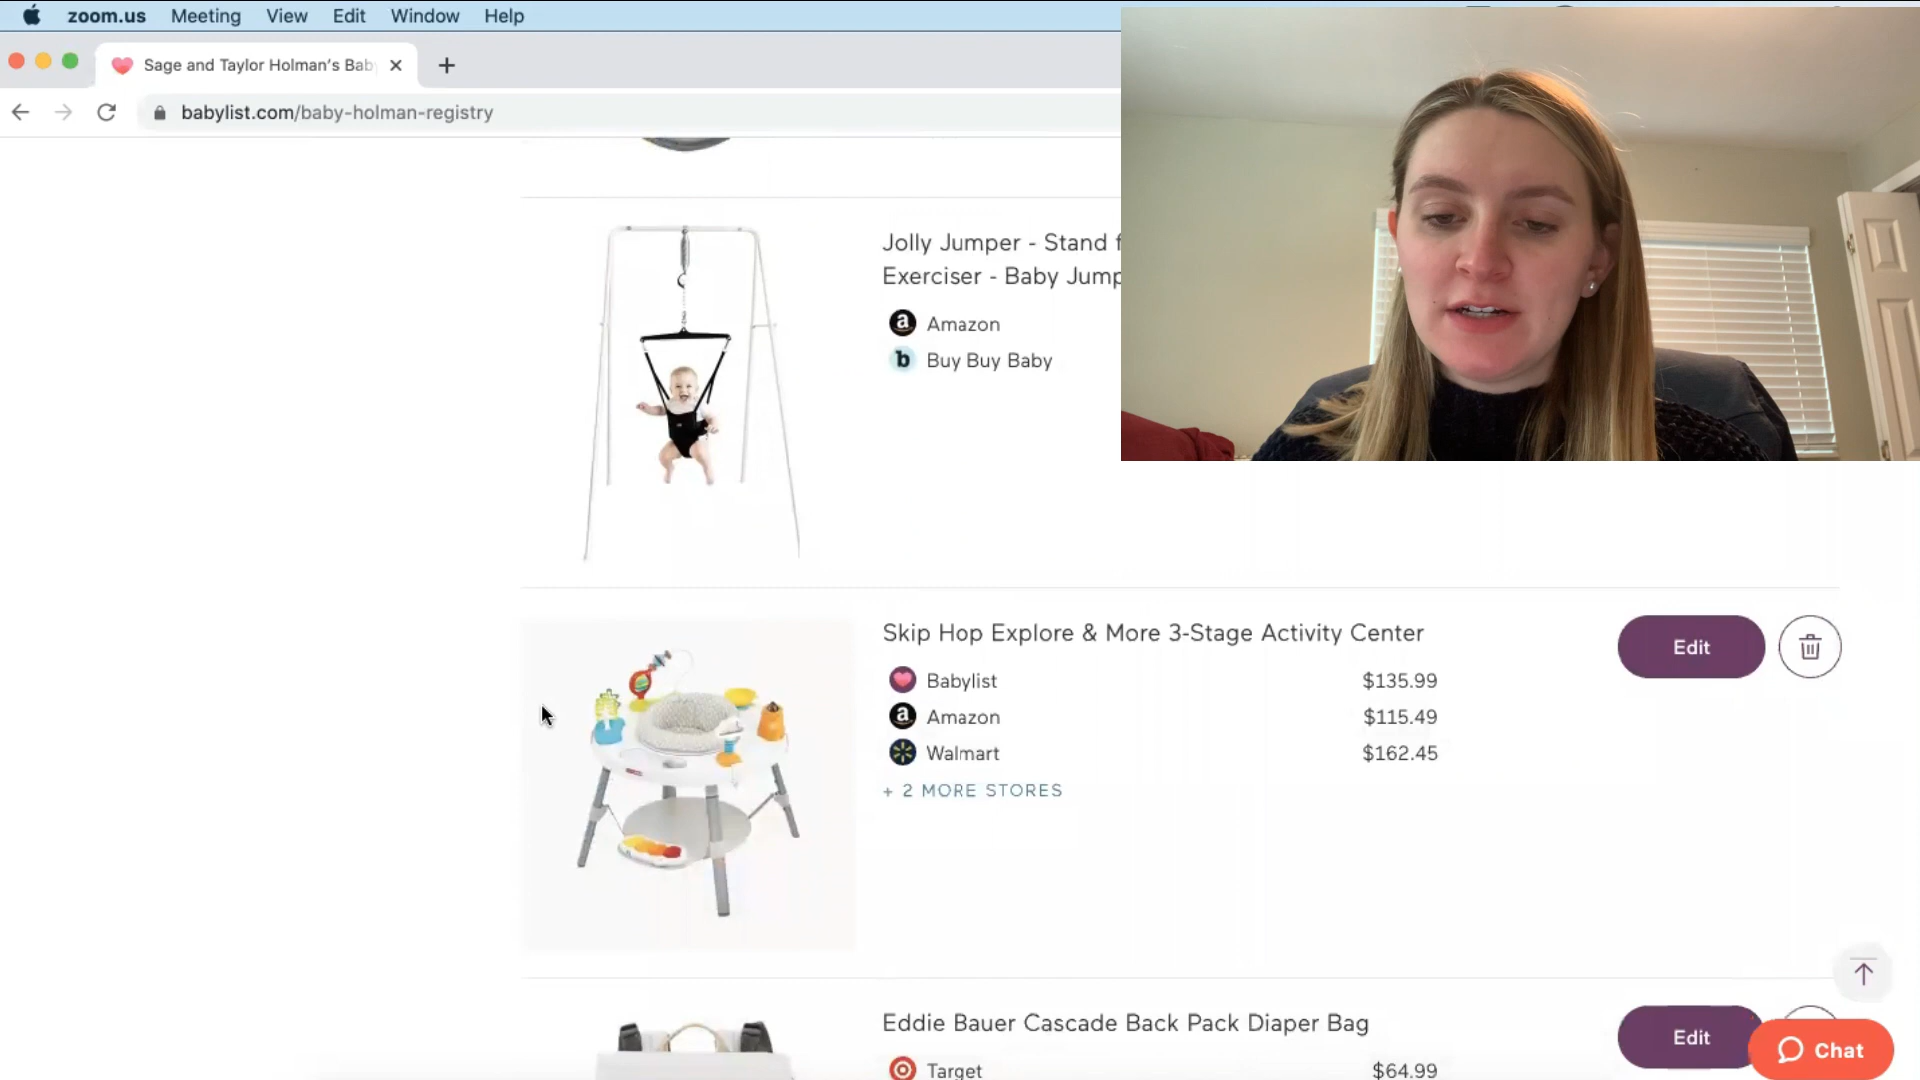 zoom.us Meeting View Edit Window Help
Sage and Taylor Holman's Bab
babylist.com/baby-holman-registry
Jolly Jumper - Stand f
Exerciser - Baby Jump
Amazon
Buy Buy Baby
Skip Hop Explore & More 3-Stage Activity Center
Edit
Babylist $135.99
Amazon $115.49
Walmart $162.45
+ 2 MORE STORES
Eddie Bauer Cascade Back Pack Diaper Bag
Edit
Chat
Target $64.99